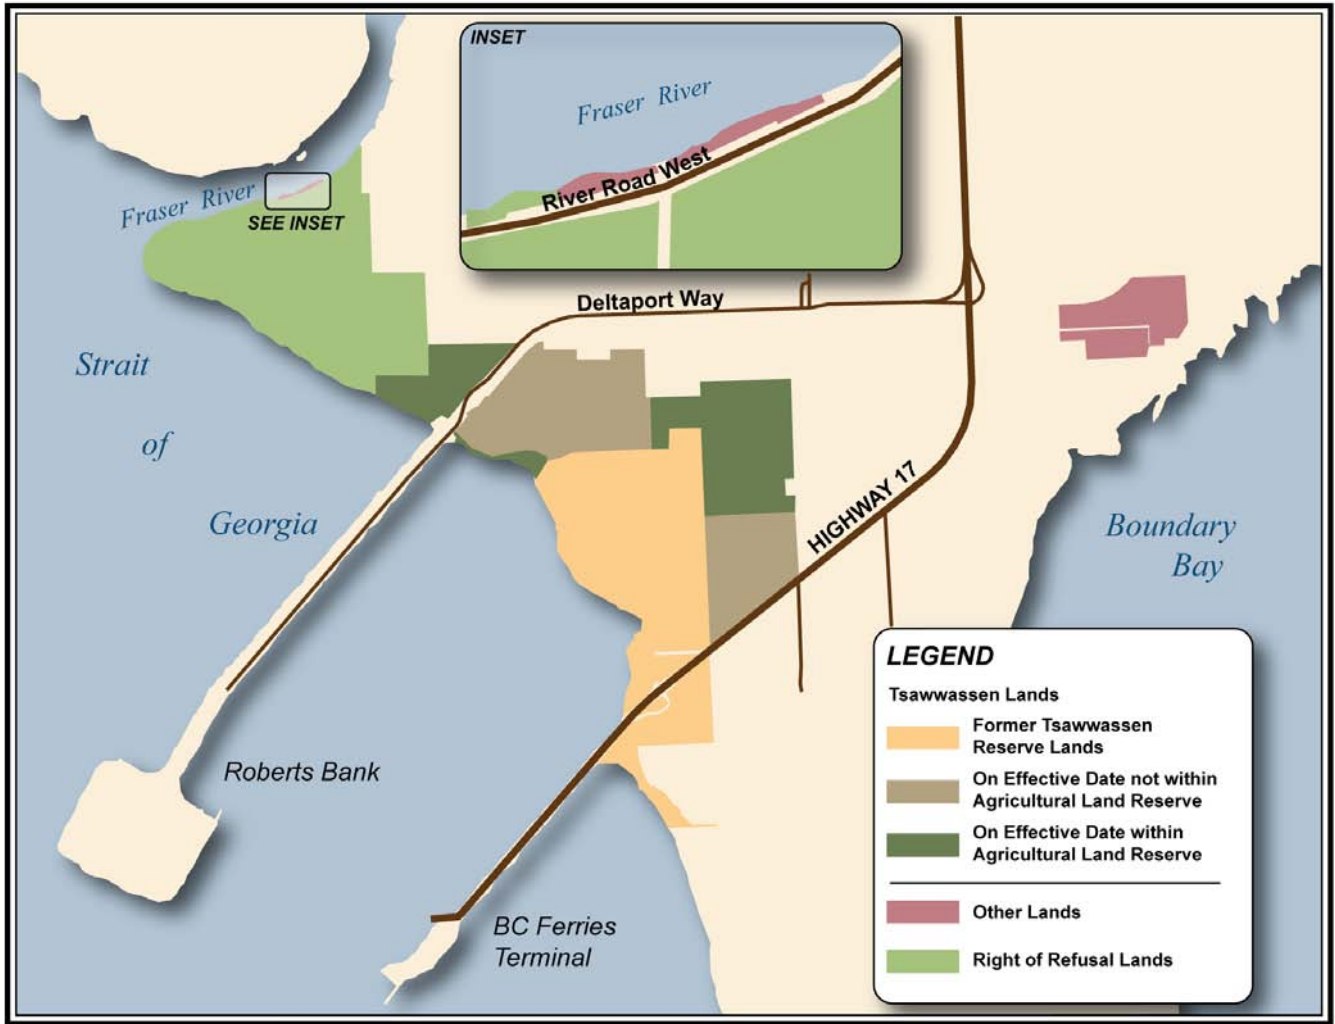 INSET
Fraser River
River Road West
Fraser River
SEE INSET
Deltaport Way
Strait
of
Georgia
HIGHWAY 17
Boundary
Bay
Roberts Bank
BC Ferries
Terminal
LEGEND
Tsawwassen Lands
Former Tsawwassen
Reserve Lands
On Effective Date not within
Agricultural Land Reserve
On Effective Date within
Agricultural Land Reserve
Other Lands
Right of Refusal Lands